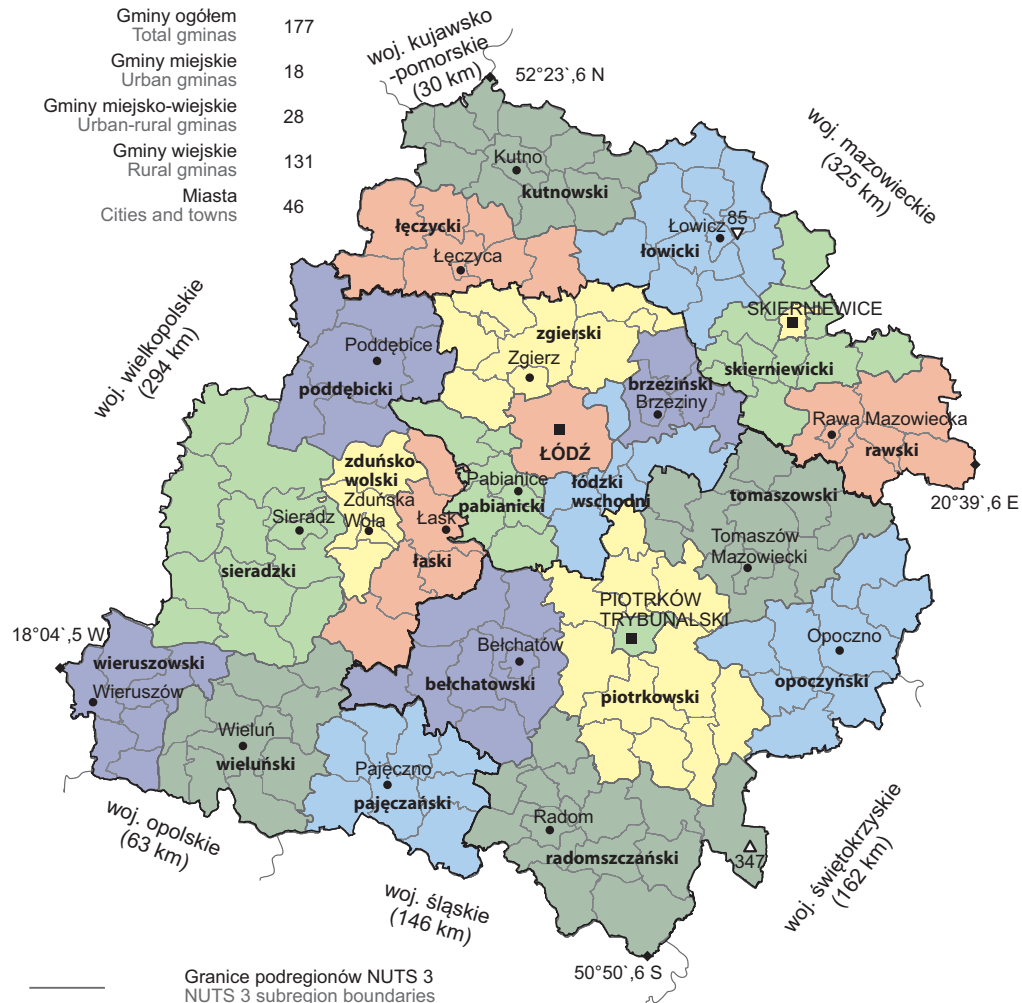 Gminy ogółem
Total gminas
177
Gminy miejskie
Urban gminas
18
Gminy miejsko-wiejskie
Urban-rural gminas
28
Gminy wiejskie
Rural gminas
131
Miasta
Cities and towns
46
woj. kujawsko
-pomorskie
(30 km)
52°23`,6 N
woj. mazowieckie
(325 km)
Kutno
kutnowski
łęczycki
Łęczyca
85
Łowicz
łowicki
SKIERNIEWICE
skierniewicki
zgierski
Zgierz
woj. wielkopolskie
(294 km)
Poddębice
poddębicki
brzeziński
Brzeziny
Rawa Mazowiecka
rawski
20°39`,6 E
ŁÓDŹ
zduńsko-
wolski
Zduńska
Wola
Pabianice
pabianicki
łódzki
wschodni
tomaszowski
Tomaszów
Mazowiecki
Sieradz
sieradzki
Łask
łaski
PIOTRKÓW
TRYBUNALSKI
piotrkowski
Opoczno
opoczyński
18°04`,5 W
wieruszowski
Wieruszów
Bełchatów
bełchatowski
Wieluń
wieluński
Pajęczno
pajęczański
Radom
radomszczański
347
woj. opolskie
(63 km)
woj. śląskie
(146 km)
woj. świętokrzyskie
(162 km)
50°50`,6 S
Granice podregionów NUTS 3
NUTS 3 subregion boundaries